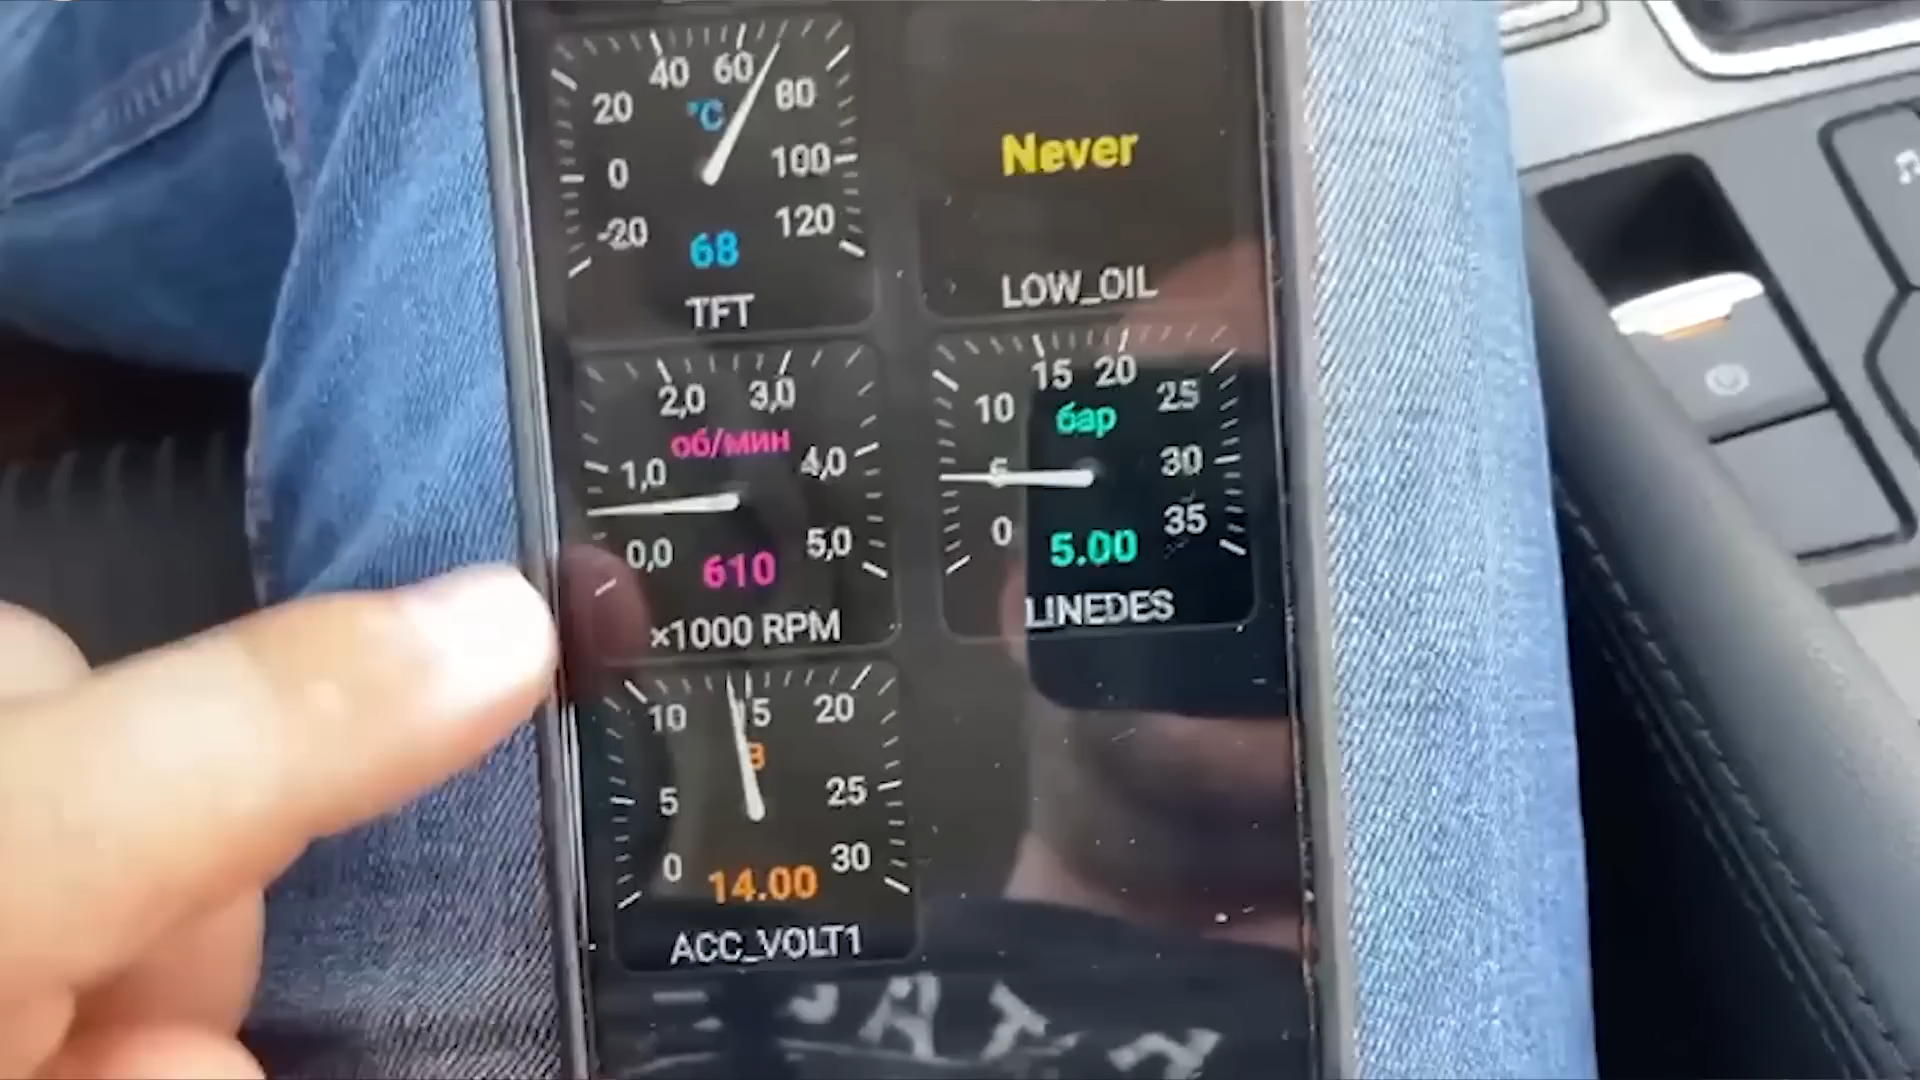 40 60
20 °C 80
0 100
-20 68 120
TFT
Never
LOW_OIL
2,0 3,0
об/мин
1,0 4,0
0,0 610 5,0
×1000 RPM
15 20
10 бар 25
5 30
0 5.00 35
LINEDES
10 15 20
В
5 25
0 14.00 30
ACC_VOLT1